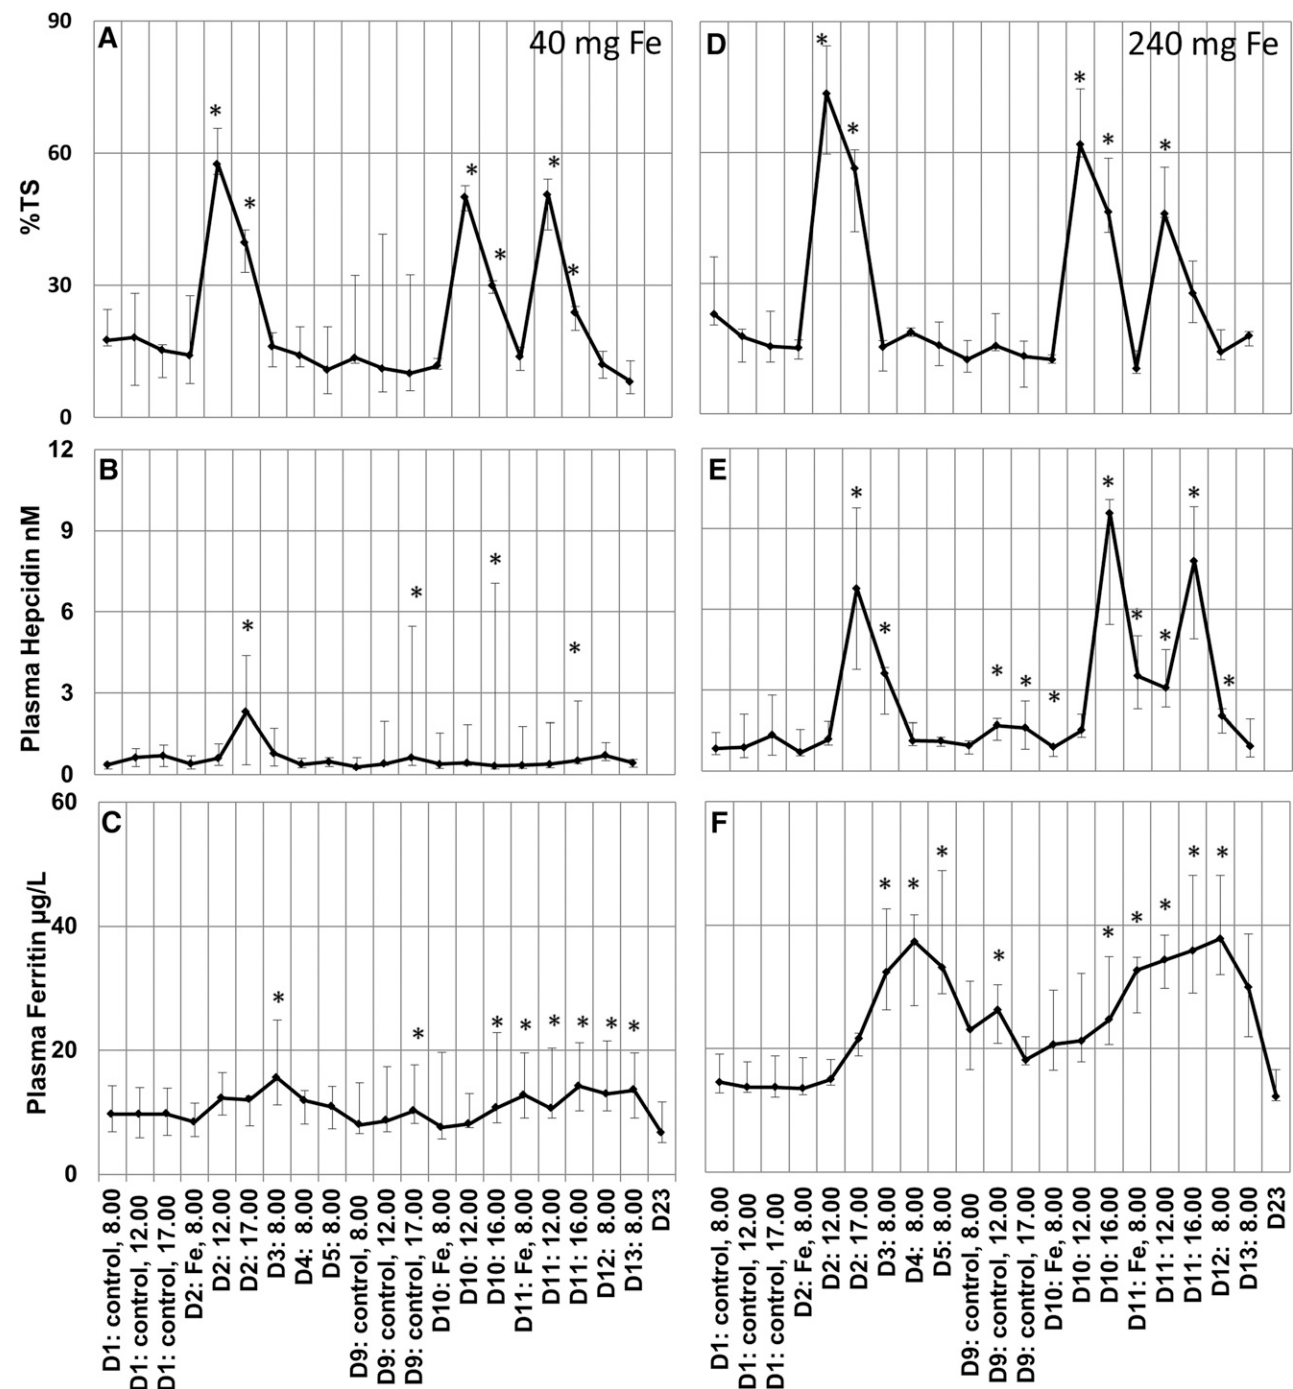 A
40 mg Fe
90
60
30
0
%TS
*
*
*
*
*
*
D
240 mg Fe
*
*
*
*
*
B
12
9
6
3
0
Plasma Hepcidin nM
*
*
*
*
E
*
*
*
*
*
*
*
*
*
*
C
60
40
20
0
Plasma Ferritin µg/L
*
*
*
*
*
*
*
*
F
*
*
*
*
*
*
*
*
*
D1: control, 8.00
D1: control, 12.00
D1: control, 17.00
D2: Fe, 8.00
D2: 12.00
D2: 17.00
D3: 8.00
D4: 8.00
D5: 8.00
D9: control, 8.00
D9: control, 12.00
D9: control, 17.00
D10: Fe, 8.00
D10: 12.00
D10: 16.00
D11: Fe, 8.00
D11: 12.00
D11: 16.00
D12: 8.00
D13: 8.00
D23
D1: control, 8.00
D1: control, 12.00
D1: control, 17.00
D2: Fe, 8.00
D2: 12.00
D2: 17.00
D3: 8.00
D4: 8.00
D5: 8.00
D9: control, 8.00
D9: control, 12.00
D9: control, 17.00
D10: Fe, 8.00
D10: 12.00
D10: 16.00
D11: Fe, 8.00
D11: 12.00
D11: 16.00
D12: 8.00
D13: 8.00
D23